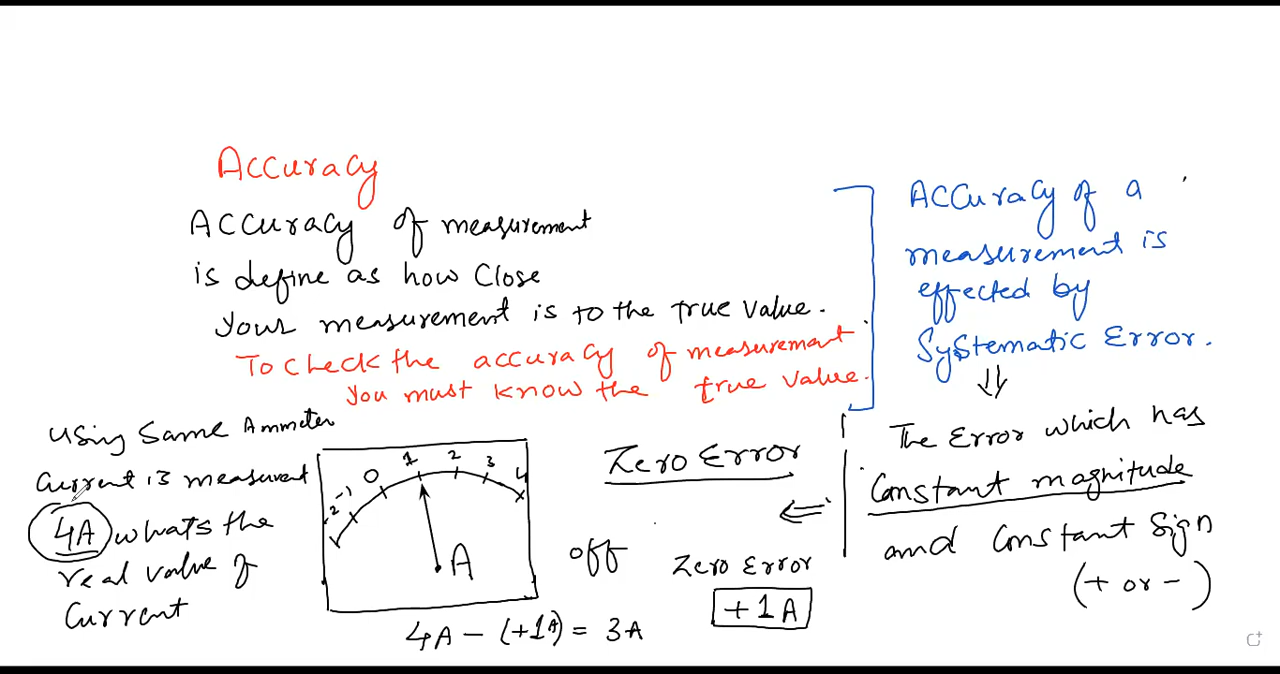 Accuracy
Accuracy of measurement
is define as how close
your measurement is to the true value.
To check the accuracy of measuremant
you must know the true value.
Accuracy of a
measurement is
effected by
Systematic Error.
The Error which has
Constant magnitude
and constant sign
(+ or -)
Zero Error
Zero Error
+1A
off
Using Same Ammeter
Current is measurent
4A whats the
real value of
Current
-2 -1 0 1 2 3 4
A
4A - (+1A) = 3A